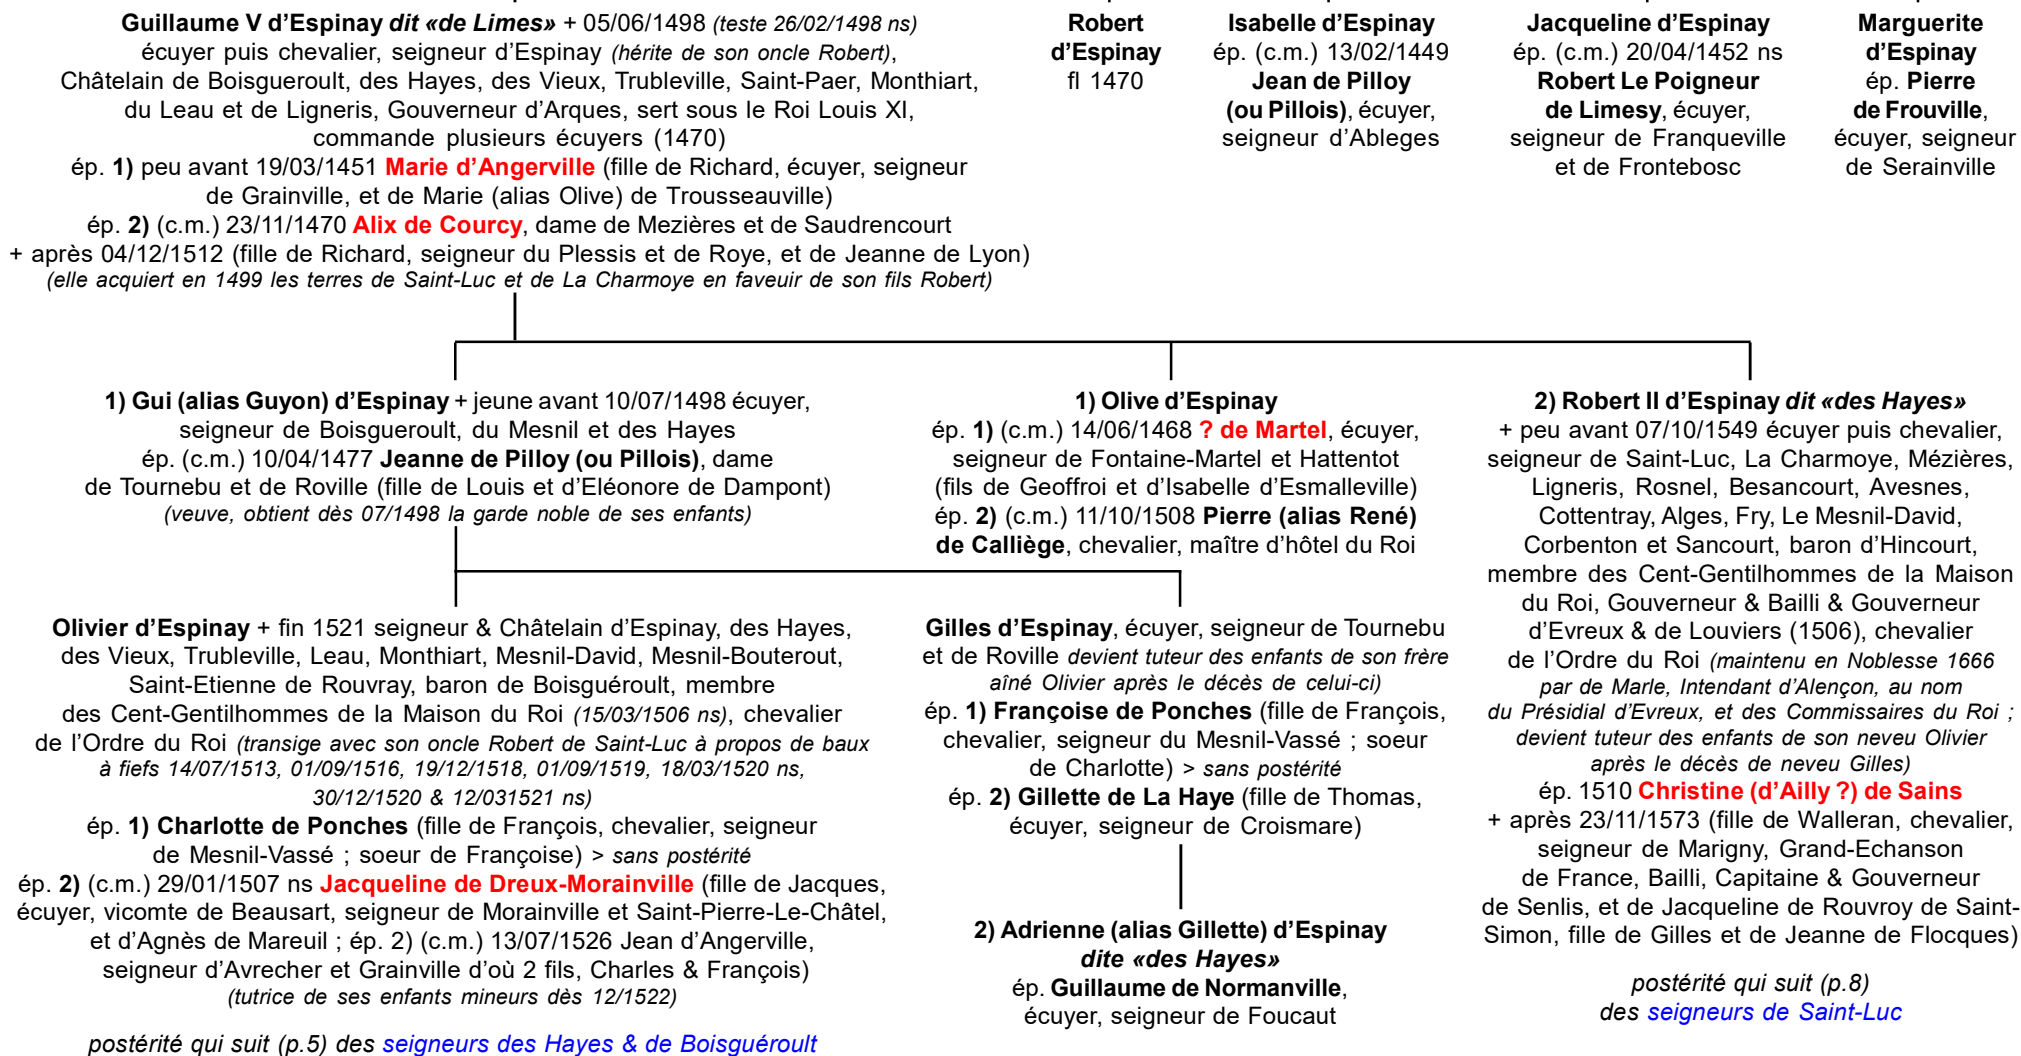 Guillaume V d’Espinay dit «de Limes» + 05/06/1498 (teste 26/02/1498 ns)
écuyer puis chevalier, seigneur d’Espinay (hérite de son oncle Robert),
Châtelain de Boisgueroult, des Hayes, des Vieux, Trubleville, Saint-Paer, Monthiart,
du Leau et de Ligneris, Gouverneur d’Arques, sert sous le Roi Louis XI,
commande plusieurs écuyers (1470)
ép. 1) peu avant 19/03/1451 Marie d’Angerville (fille de Richard, écuyer, seigneur
de Grainville, et de Marie (alias Olive) de Trousseauville)
ép. 2) (c.m.) 23/11/1470 Alix de Courcy, dame de Mezières et de Saudrencourt
+ après 04/12/1512 (fille de Richard, seigneur du Plessis et de Roye, et de Jeanne de Lyon)
(elle acquiert en 1499 les terres de Saint-Luc et de La Charmoye en faveuir de son fils Robert)
Robert
d’Espinay
fl 1470
Isabelle d’Espinay
ép. (c.m.) 13/02/1449
Jean de Pilloy
(ou Pillois), écuyer,
seigneur d’Ableges
Jacqueline d’Espinay
ép. (c.m.) 20/04/1452 ns
Robert Le Poigneur
de Limesy, écuyer,
seigneur de Franqueville
et de Frontebosc
Marguerite
d’Espinay
ép. Pierre
de Frouville,
écuyer, seigneur
de Serainville
1) Gui (alias Guyon) d’Espinay + jeune avant 10/07/1498 écuyer,
seigneur de Boisgueroult, du Mesnil et des Hayes
ép. (c.m.) 10/04/1477 Jeanne de Pilloy (ou Pillois), dame
de Tournebu et de Roville (fille de Louis et d’Eléonore de Dampont)
(veuve, obtient dès 07/1498 la garde noble de ses enfants)
1) Olive d’Espinay
ép. 1) (c.m.) 14/06/1468 ? de Martel, écuyer,
seigneur de Fontaine-Martel et Hattentot
(fils de Geoffroi et d’Isabelle d’Esmalleville)
ép. 2) (c.m.) 11/10/1508 Pierre (alias René)
de Calliège, chevalier, maître d’hôtel du Roi
2) Robert II d’Espinay dit «des Hayes»
+ peu avant 07/10/1549 écuyer puis chevalier,
seigneur de Saint-Luc, La Charmoye, Mézières,
Ligneris, Rosnel, Besancourt, Avesnes,
Cottentray, Alges, Fry, Le Mesnil-David,
Corbenton et Sancourt, baron d’Hincourt,
membre des Cent-Gentilhommes de la Maison
du Roi, Gouverneur & Bailli & Gouverneur
d’Evreux & de Louviers (1506), chevalier
de l’Ordre du Roi (maintenu en Noblesse 1666
par de Marle, Intendant d’Alençon, au nom
du Présidial d’Evreux, et des Commissaires du Roi ;
devient tuteur des enfants de son neveu Olivier
après le décès de neveu Gilles)
ép. 1510 Christine (d’Ailly ?) de Sains
+ après 23/11/1573 (fille de Walleran, chevalier,
seigneur de Marigny, Grand-Echanson
de France, Bailli, Capitaine & Gouverneur
de Senlis, et de Jacqueline de Rouvroy de Saint-
Simon, fille de Gilles et de Jeanne de Flocques)
postérité qui suit (p.8)
des seigneurs de Saint-Luc
Olivier d’Espinay + fin 1521 seigneur & Châtelain d’Espinay, des Hayes,
des Vieux, Trubleville, Leau, Monthiart, Mesnil-David, Mesnil-Bouterout,
Saint-Etienne de Rouvray, baron de Boisguéroult, membre
des Cent-Gentilhommes de la Maison du Roi (15/03/1506 ns), chevalier
de l’Ordre du Roi (transige avec son oncle Robert de Saint-Luc à propos de baux
à fiefs 14/07/1513, 01/09/1516, 19/12/1518, 01/09/1519, 18/03/1520 ns,
30/12/1520 & 12/031521 ns)
ép. 1) Charlotte de Ponches (fille de François, chevalier, seigneur
de Mesnil-Vassé ; soeur de Françoise) > sans postérité
ép. 2) (c.m.) 29/01/1507 ns Jacqueline de Dreux-Morainville (fille de Jacques,
écuyer, vicomte de Beausart, seigneur de Morainville et Saint-Pierre-Le-Châtel,
et d’Agnès de Mareuil ; ép. 2) (c.m.) 13/07/1526 Jean d’Angerville,
seigneur d’Avrecher et Grainville d’où 2 fils, Charles & François)
(tutrice de ses enfants mineurs dès 12/1522)
postérité qui suit (p.5) des seigneurs des Hayes & de Boisguéroult
Gilles d’Espinay, écuyer, seigneur de Tournebu
et de Roville devient tuteur des enfants de son frère
aîné Olivier après le décès de celui-ci)
ép. 1) Françoise de Ponches (fille de François,
chevalier, seigneur du Mesnil-Vassé ; soeur
de Charlotte) > sans postérité
ép. 2) Gillette de La Haye (fille de Thomas,
écuyer, seigneur de Croismare)
2) Adrienne (alias Gillette) d’Espinay
dite «des Hayes»
ép. Guillaume de Normanville,
écuyer, seigneur de Foucaut